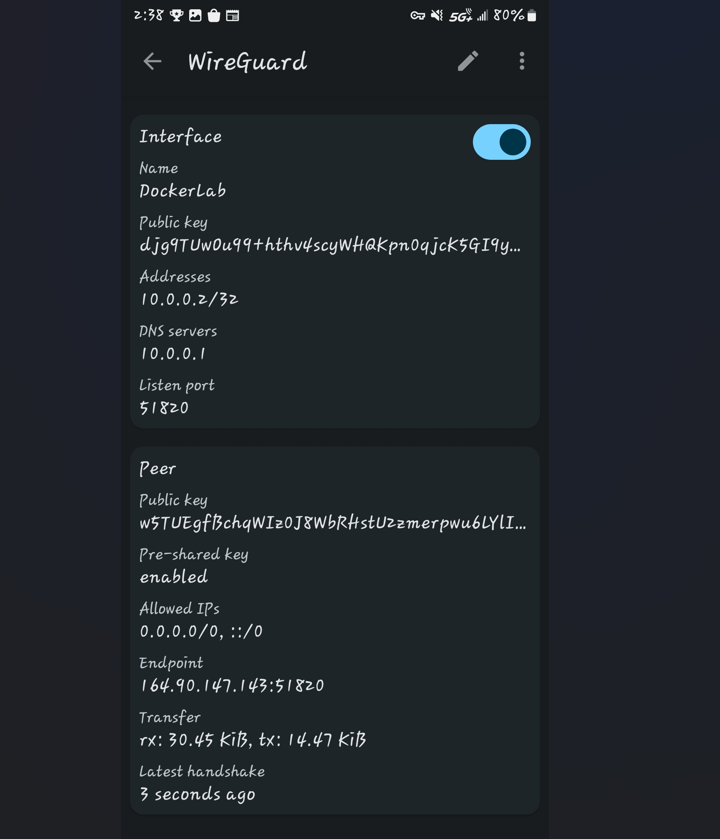 2:38 5G 80%
WireGuard
Interface
Name
DockerLab
Public key
djg9TUw0u99+hthv4scyWHQKpn0qjcK5GI9y...
Addresses
10.0.0.2/32
DNS servers
10.0.0.1
Listen port
51820
Peer
Public key
w5TUEgfBchqWIz0J8WbRHstU2zmerpwu6LYlI...
Pre-shared key
enabled
Allowed IPs
0.0.0.0/0, ::/0
Endpoint
164.90.147.143:51820
Transfer
rx: 30.45 KiB, tx: 14.47 KiB
Latest handshake
3 seconds ago